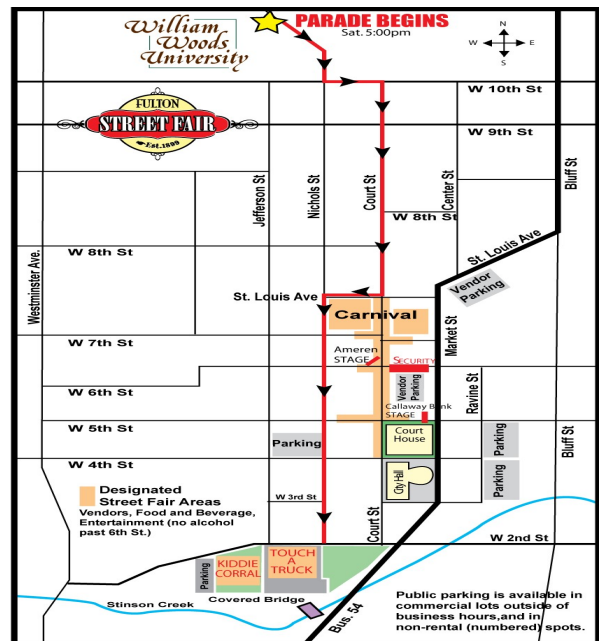 William
Woods
University
PARADE BEGINS
Sat. 5:00pm
N
W
E
S
W 10th St
FULTON
STREET FAIR
Est.1899
W 9th St
Jefferson St
Nichols St
Court St
Center St
Bluff St
W 8th St
St. Louis Ave
W 8th St
Westminster Ave.
Vendor
Parking
St. Louis Ave
Carnival
Market St
W 7th St
Ameren
STAGE
SECURITY
Vendor
Parking
Ravine St
W 6th St
Callaway Bank
STAGE
W 5th St
Parking
Court
House
Parking
Bluff St
W 4th St
City Hall
Parking
Designated
Street Fair Areas
Vendors, Food and Beverage,
Entertainment (no alcohol
past 6th St.)
W 3rd St
Court St
W 2nd St
Parking
KIDDIE
CORRAL
TOUCH
A
TRUCK
Stinson Creek
Covered Bridge
Bus. 54
Public parking is available in
commercial lots outside of
business hours,and in
non-rental (numbered) spots.